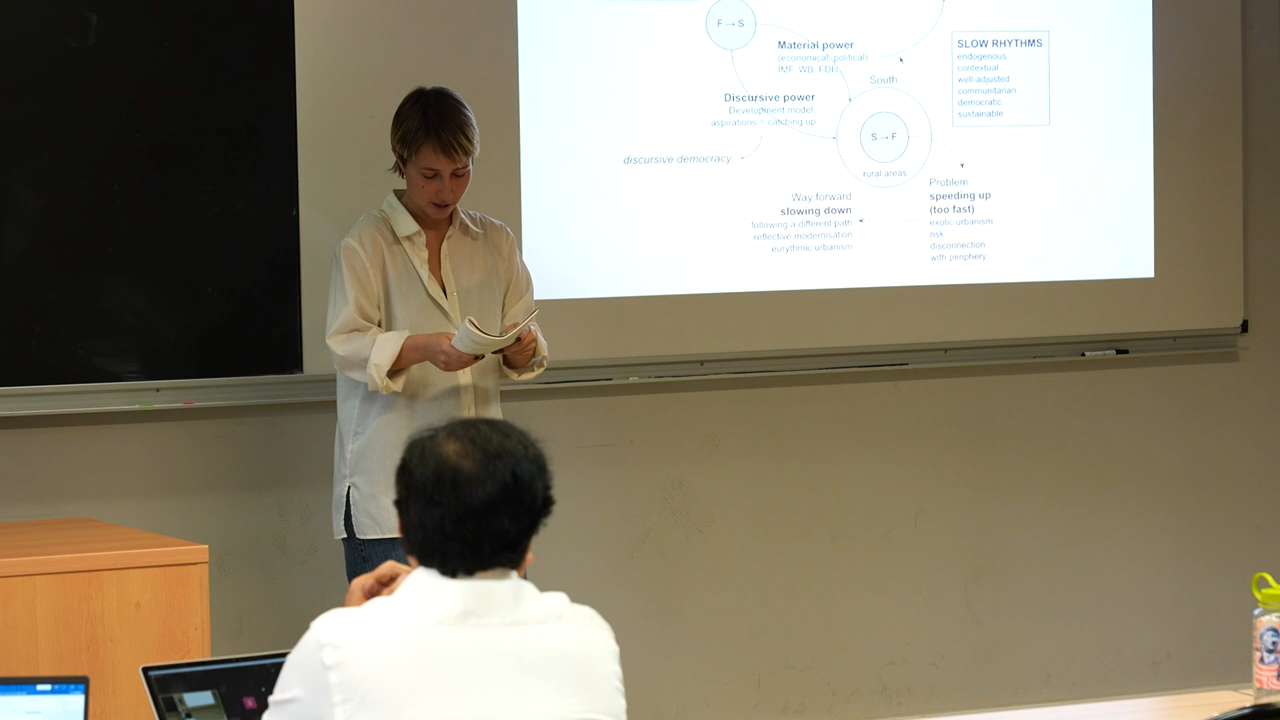 F → S
Material power
(economical, political)
IMF, WB, FDI
South
Discursive power
Development model,
aspirations = catching up
discursive democracy
S → F
rural areas
SLOW RHYTHMS
endogenous
contextual
well-adjusted
communitarian
democratic
sustainable
Way forward
slowing down
following a different path
reflective modernisation
eurythmic urbanism
Problem
speeding up
(too fast)
exotic urbanism
risk
disconnection
with periphery